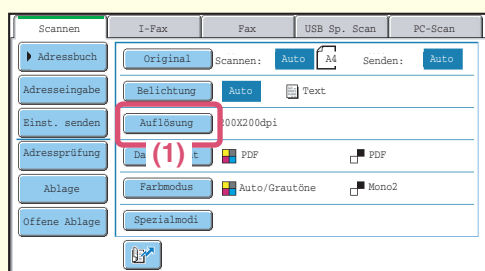 Scannen I-Fax Fax USB Sp. Scan PC-Scan
Adressbuch Original Scannen: Auto A4 Senden: Auto
Adresseingabe Belichtung Auto Text
Einst. senden Auflösung 200X200dpi
Adressprüfung (1) PDF PDF
Ablage Farbmodus Auto/Grautöne Mono2
Offene Ablage Spezialmodi